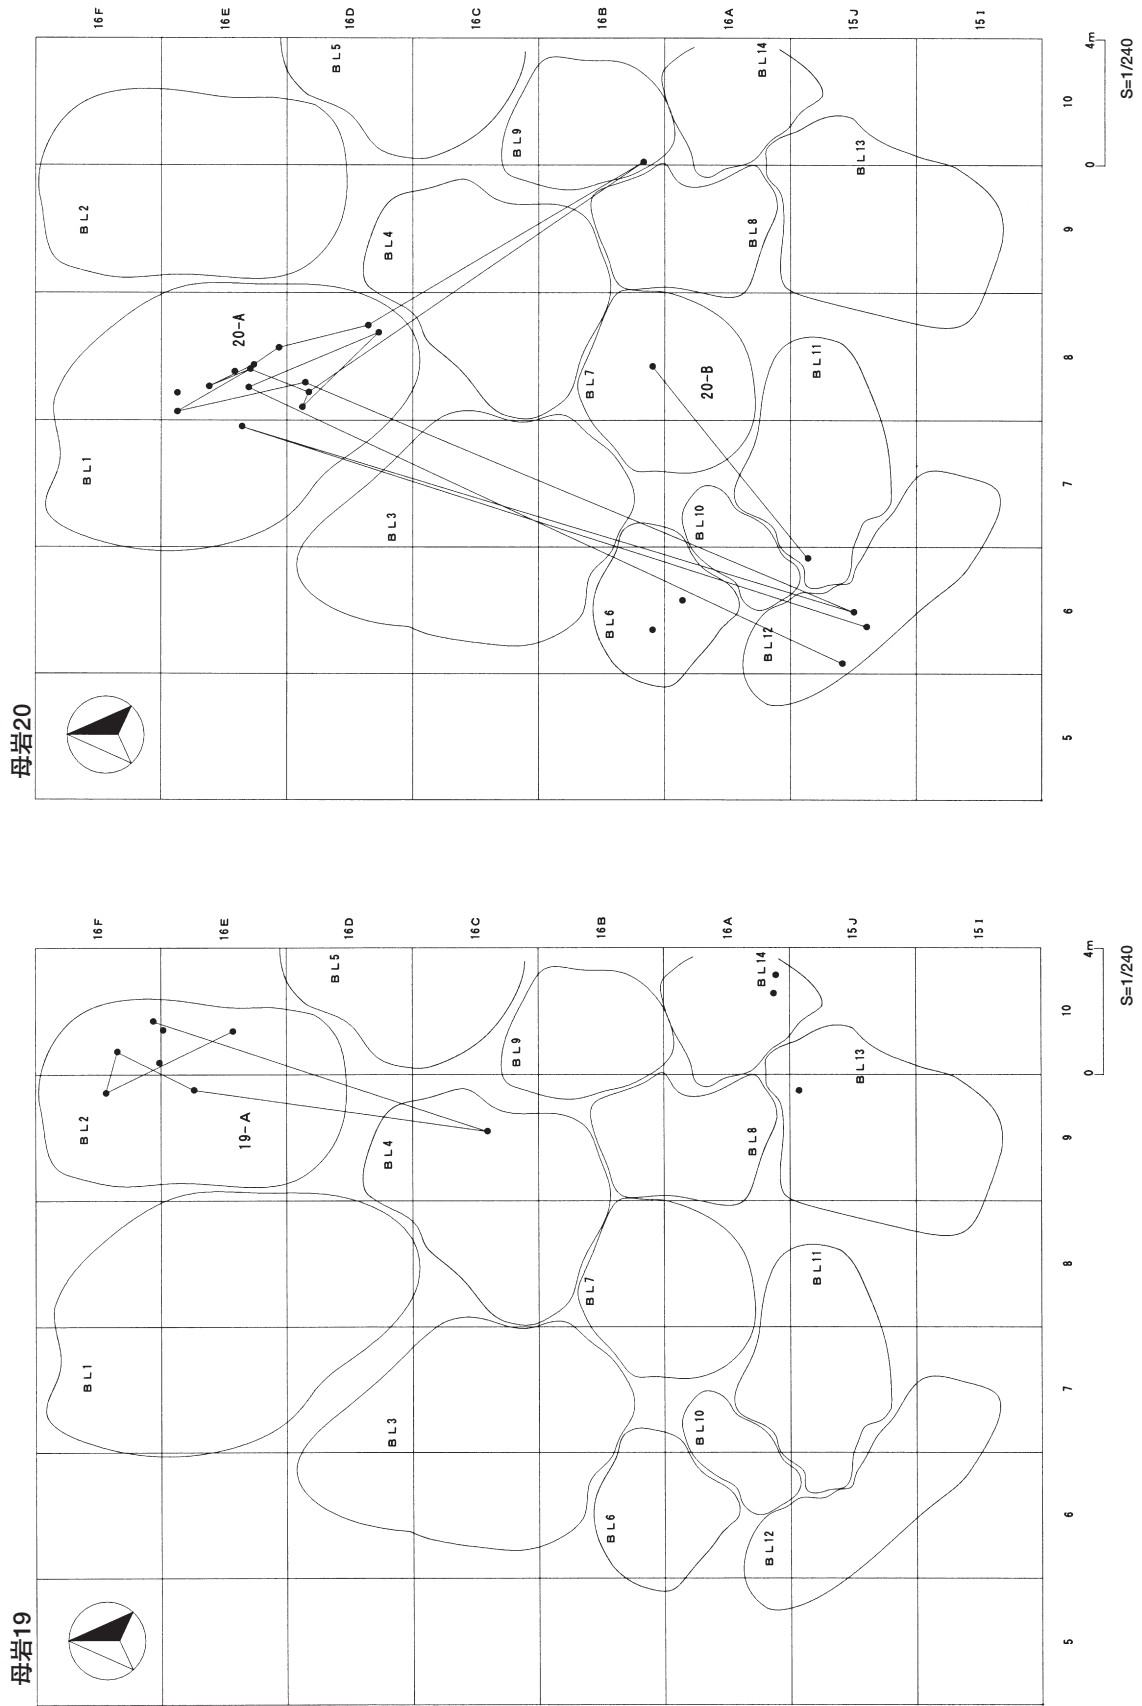 母岩19
16F
16E
16D
16C
16B
16A
15J
15I
5
6
7
8
9
10
BL1
BL2
BL3
BL4
BL5
BL6
BL7
BL8
BL9
BL10
BL11
BL12
BL13
BL14
19-A
0
4m
S=1/240
母岩20
16F
16E
16D
16C
16B
16A
15J
15I
5
6
7
8
9
10
BL1
BL2
BL3
BL4
BL5
BL6
BL7
BL8
BL9
BL10
BL11
BL12
BL13
BL14
20-A
20-B
0
4m
S=1/240